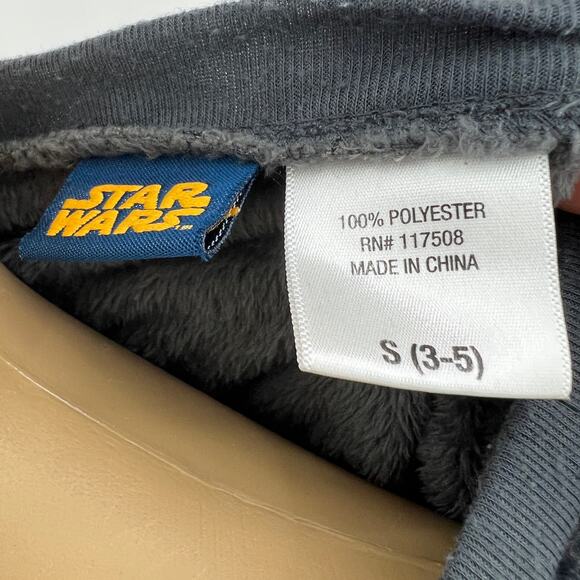 STAR
WARS
100% POLYESTER
RN# 117508
MADE IN CHINA
S (3-5)